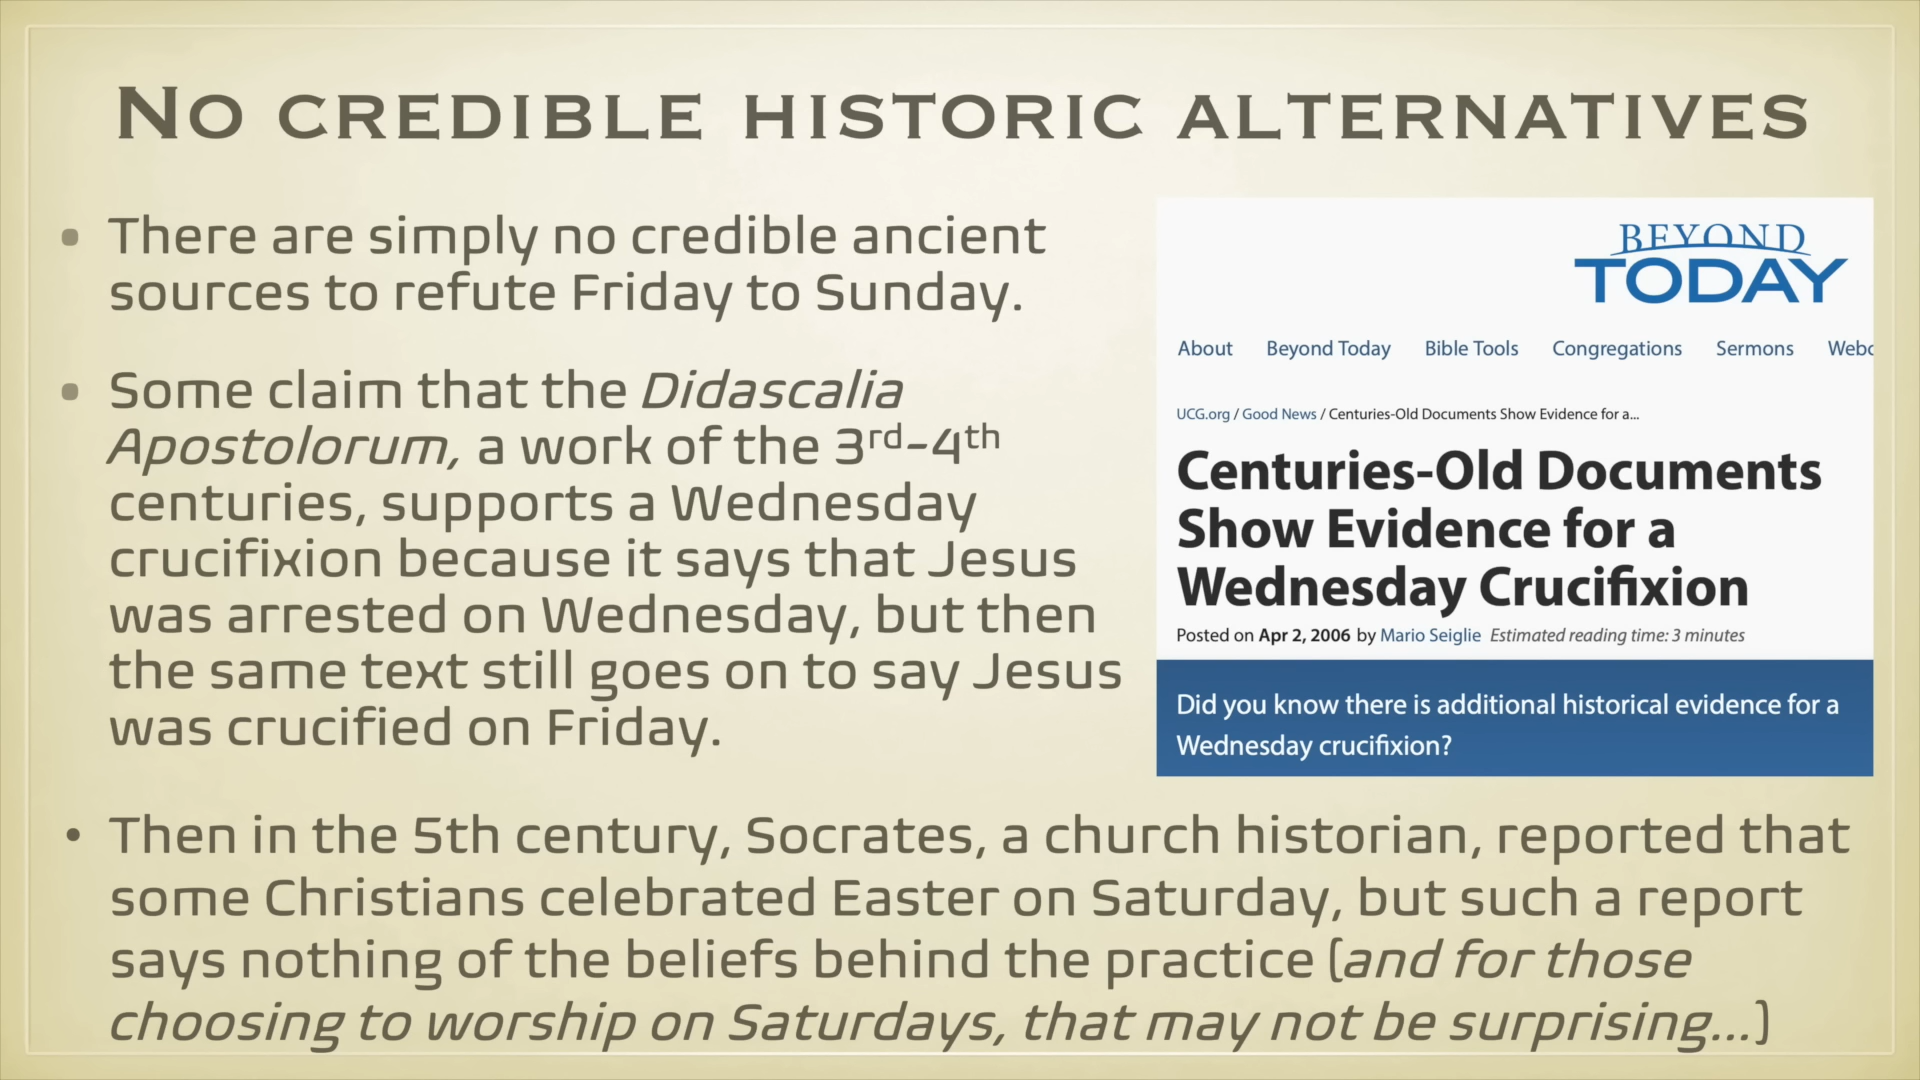 No credible historic alternatives
• There are simply no credible ancient
sources to refute Friday to Sunday.
• Some claim that the Didascalia
Apostolorum, a work of the 3rd-4th
centuries, supports a Wednesday
crucifixion because it says that Jesus
was arrested on Wednesday, but then
the same text still goes on to say Jesus
was crucified on Friday.
BEYOND
TODAY
About Beyond Today Bible Tools Congregations Sermons
UCG.org / Good News / Centuries-Old Documents Show Evidence for a...
Centuries-Old Documents
Show Evidence for a
Wednesday Crucifixion
Posted on Apr 2, 2006 by Mario Seiglie Estimated reading time: 3 minutes
Did you know there is additional historical evidence for a
Wednesday crucifixion?
• Then in the 5th century, Socrates, a church historian, reported that
some Christians celebrated Easter on Saturday, but such a report
says nothing of the beliefs behind the practice (and for those
choosing to worship on Saturdays, that may not be surprising...)